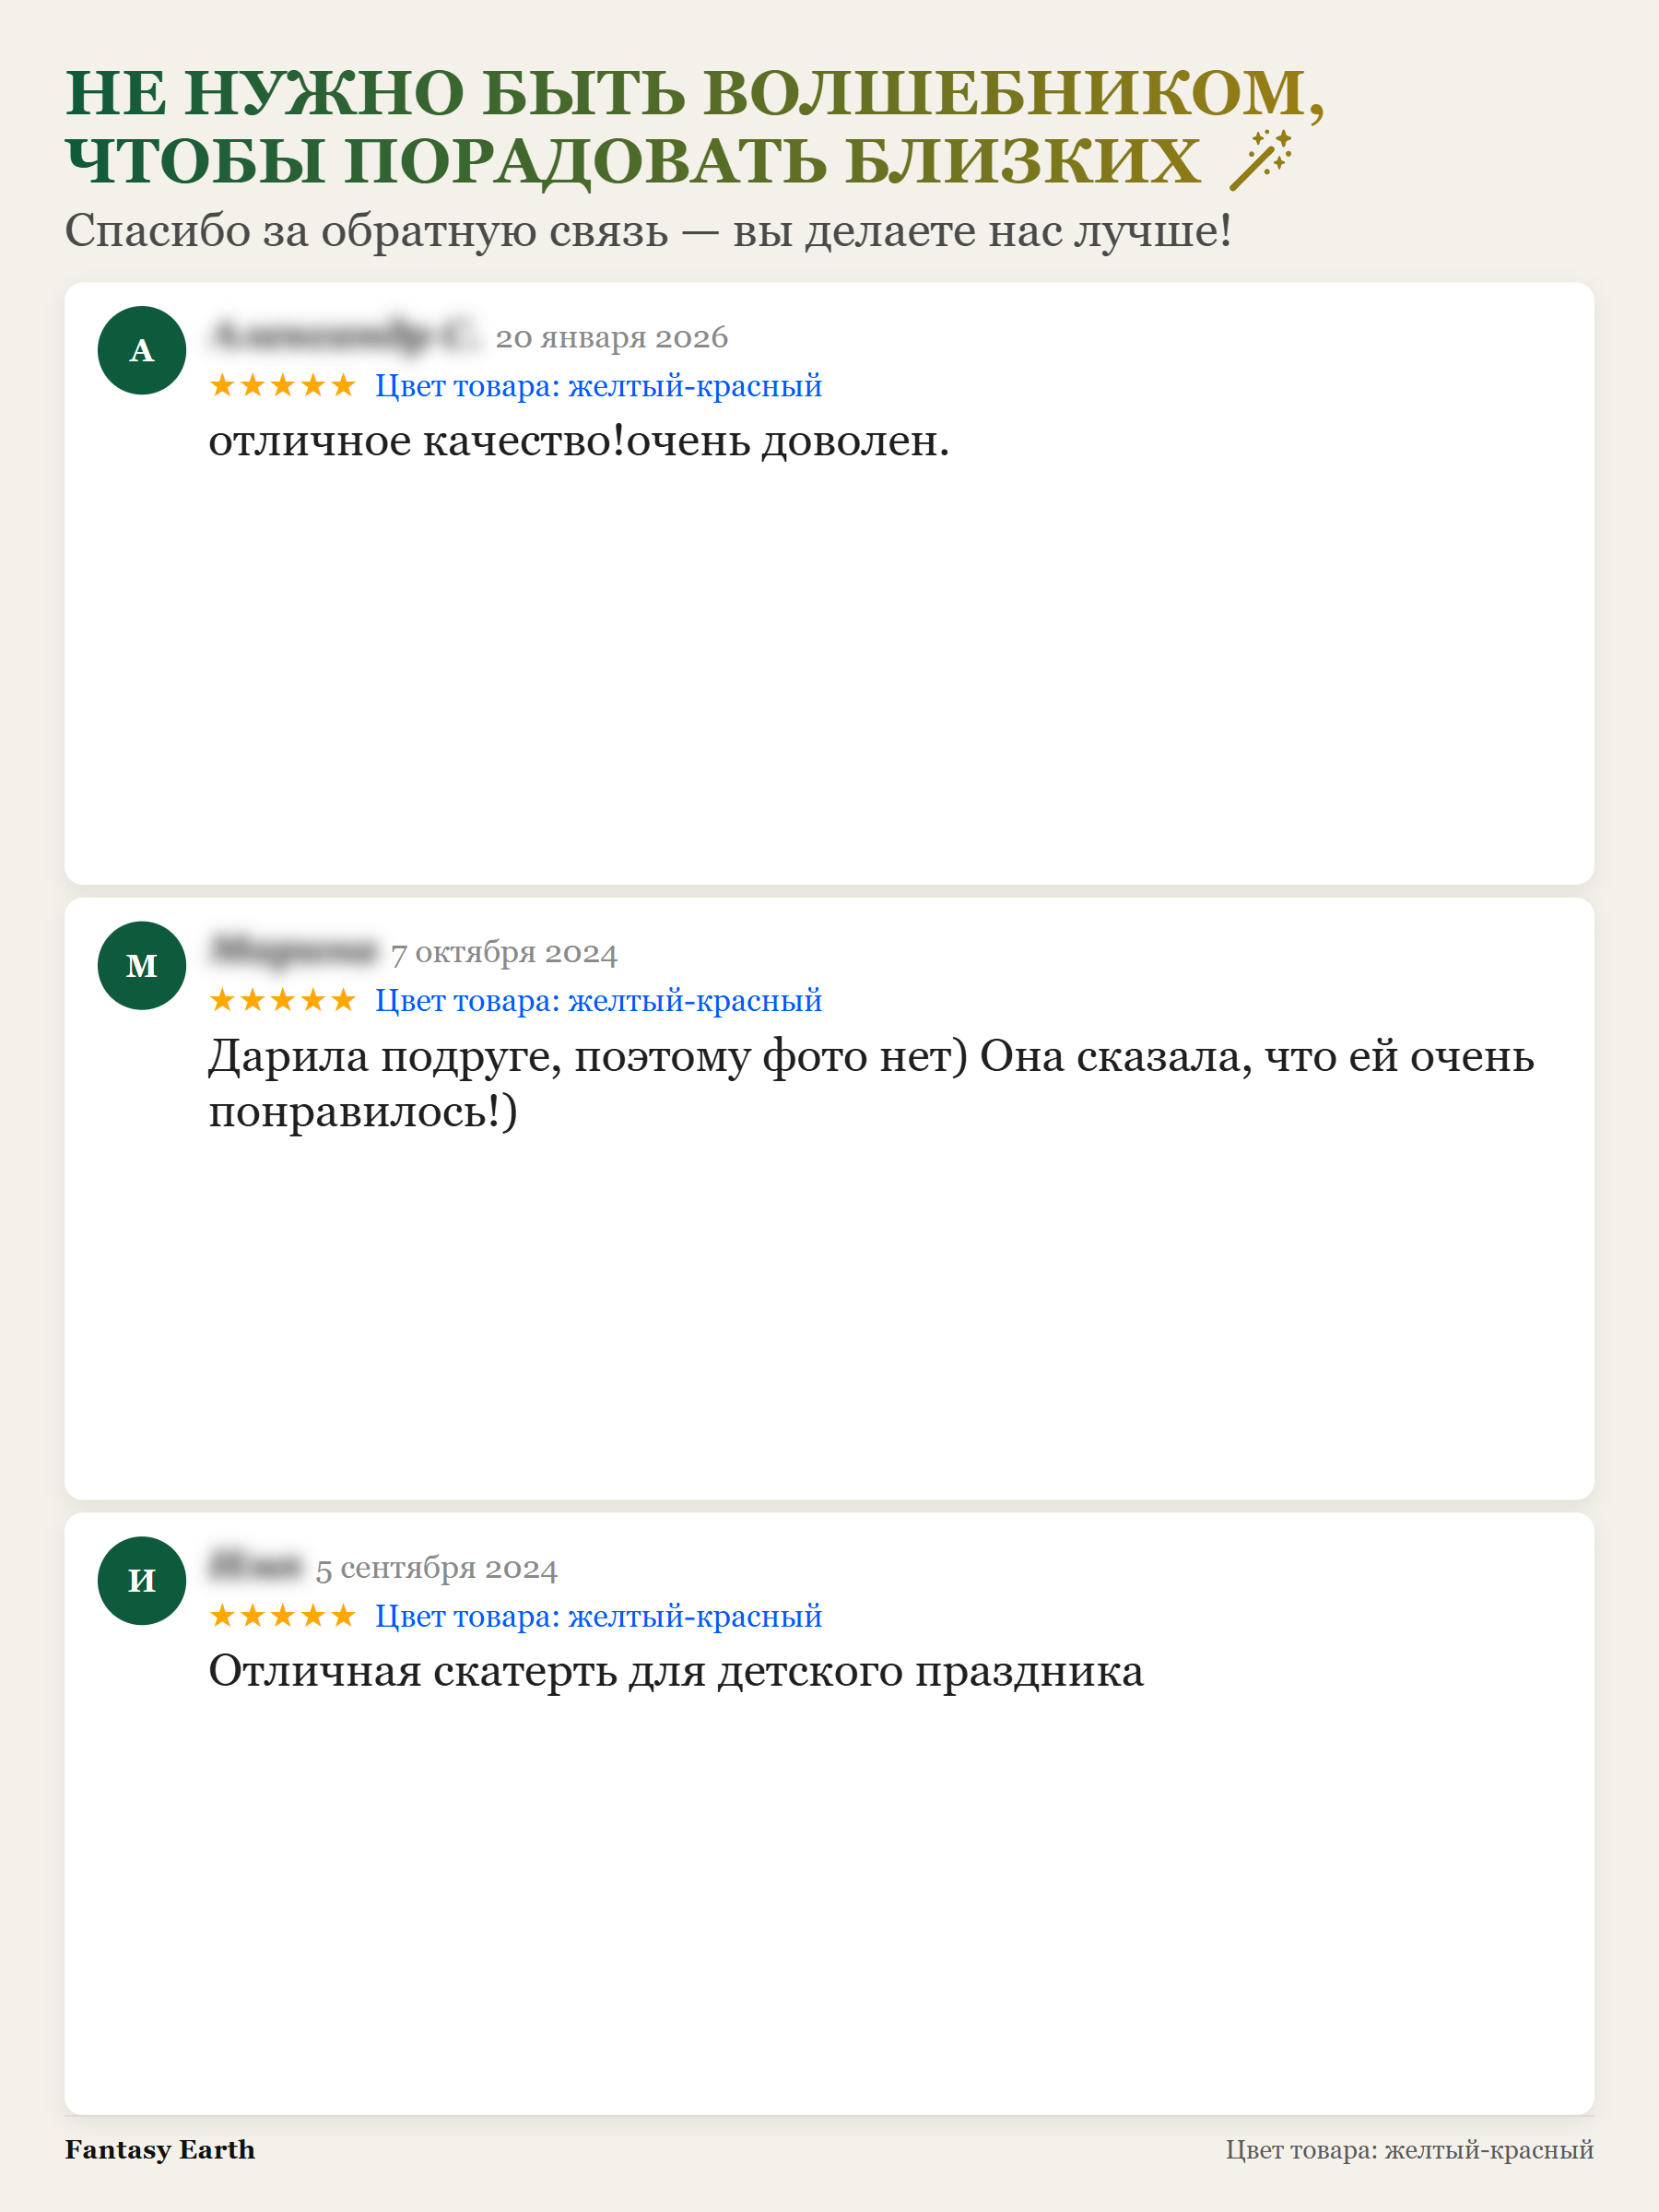 НЕ НУЖНО БЫТЬ ВОЛШЕБНИКОМ,
ЧТОБЫ ПОРАДОВАТЬ БЛИЗКИХ
Спасибо за обратную связь — вы делаете нас лучше!
А
20 января 2026
★★★★★ Цвет товара: желтый-красный
отличное качество!очень доволен.
М
7 октября 2024
★★★★★ Цвет товара: желтый-красный
Дарила подруге, поэтому фото нет) Она сказала, что ей очень
понравилось!)
И
5 сентября 2024
★★★★★ Цвет товара: желтый-красный
Отличная скатерть для детского праздника
Fantasy Earth
Цвет товара: желтый-красный